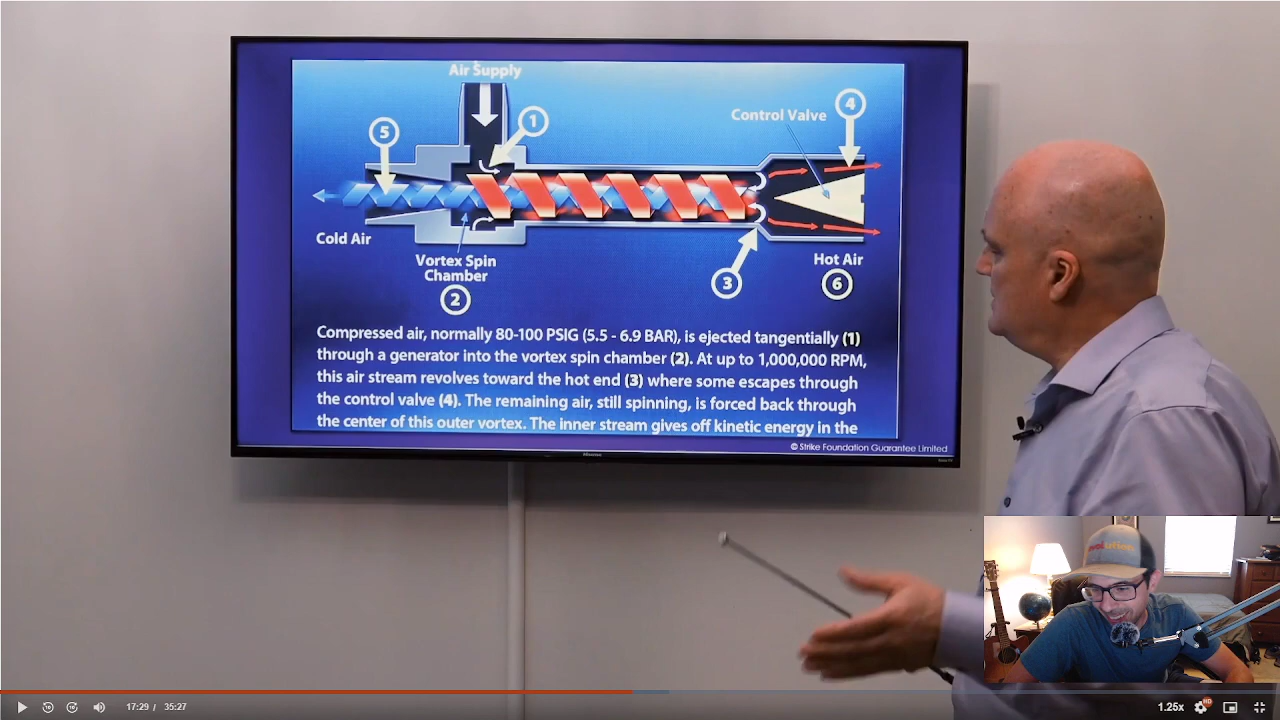 Air Supply
1
Control Valve
4
5
Cold Air
Vortex Spin
Chamber
2
3
Hot Air
6
Compressed air, normally 80-100 PSIG (5.5 - 6.9 BAR), is ejected tangentially (1)
through a generator into the vortex spin chamber (2). At up to 1,000,000 RPM,
this air stream revolves toward the hot end (3) where some escapes through
the control valve (4). The remaining air, still spinning, is forced back through
the center of this outer vortex. The inner stream gives off kinetic energy in the
© Strike Foundation Guarantee Limited
Hisense
17:29 / 35:27
1.25x
HD